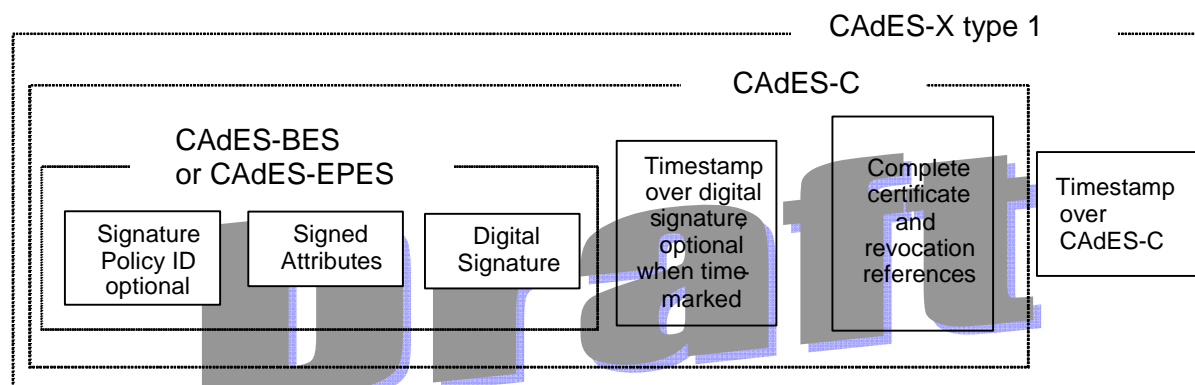 CAdES-X type 1
CAdES-C
CAdES-BES
or CAdES-EPES
Signature
Policy ID
optional
Signed
Attributes
Digital
Signature
Timestamp
over digital
signature,
optional
when time-
marked
Complete
certificate
and
revocation
references
Timestamp
over
CAdES-C
Draft